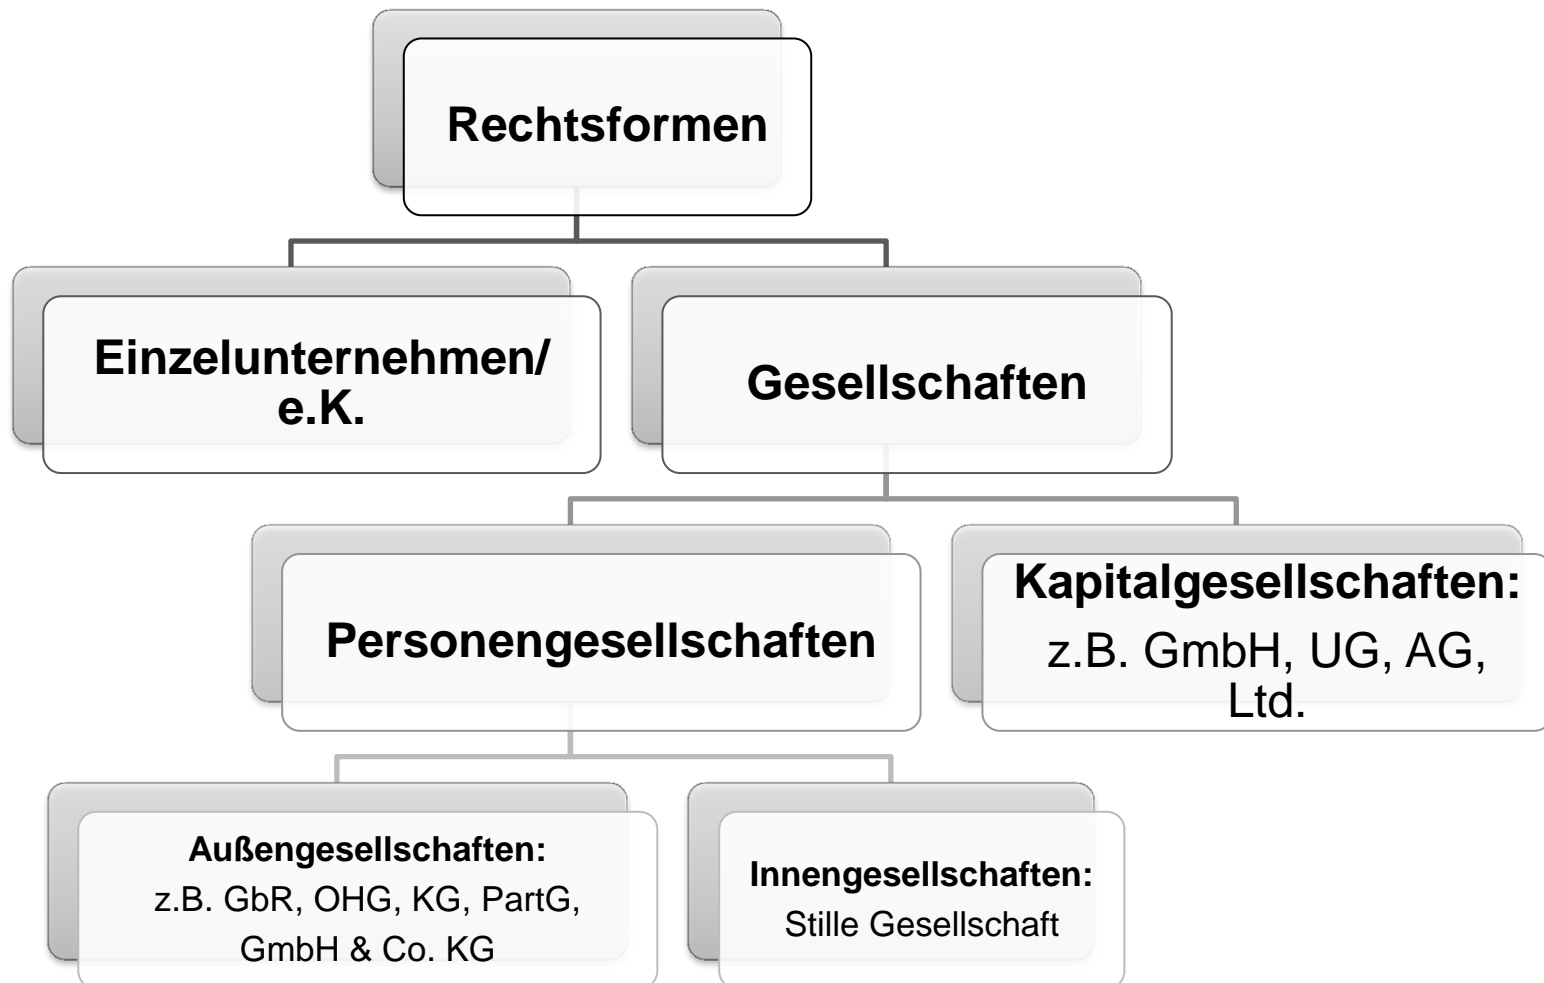 Rechtsformen
Einzelunternehmen/
e.K.
Gesellschaften
Personengesellschaften
Kapitalgesellschaften:
z.B. GmbH, UG, AG,
Ltd.
Außengesellschaften:
z.B. GbR, OHG, KG, PartG,
GmbH & Co. KG
Innengesellschaften:
Stille Gesellschaft